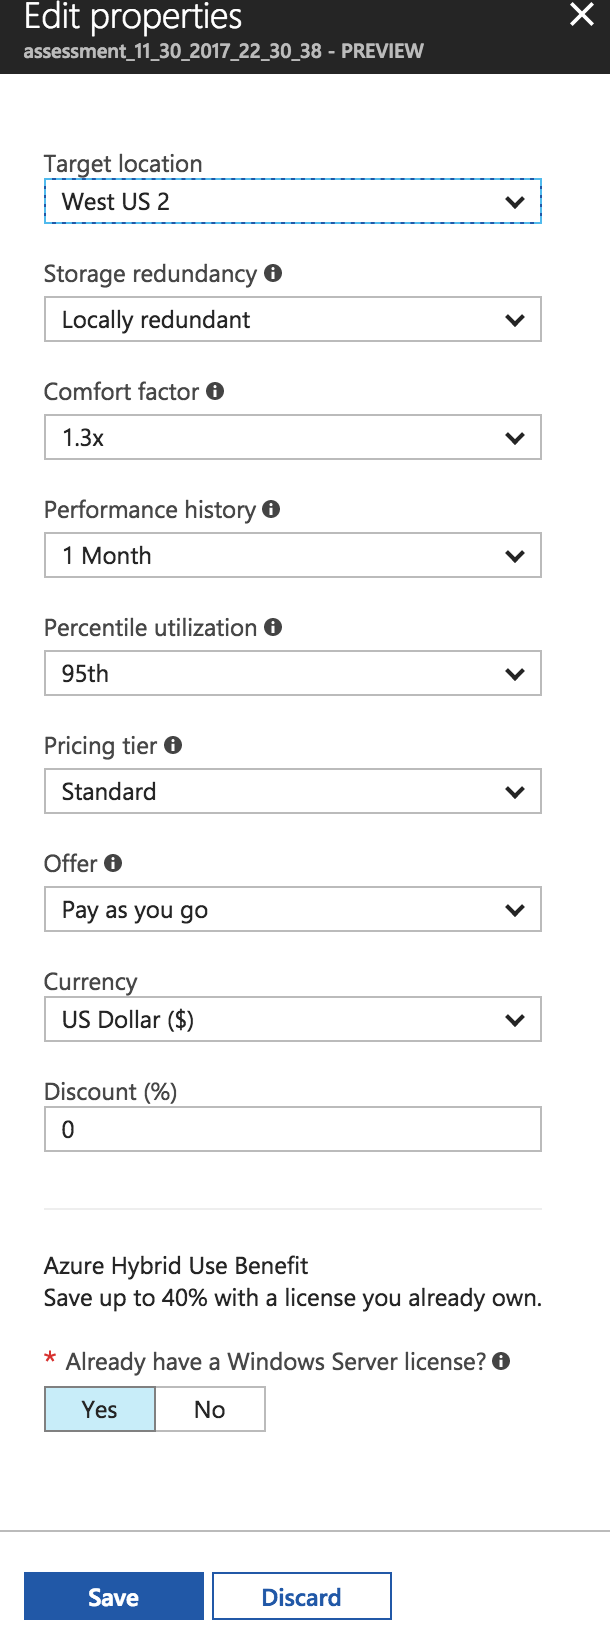 Edit properties
assessment_11_30_2017_22_30_38 - PREVIEW
Target location
West US 2
Storage redundancy
Locally redundant
Comfort factor
1.3x
Performance history
1 Month
Percentile utilization
95th
Pricing tier
Standard
Offer
Pay as you go
Currency
US Dollar ($)
Discount (%)
0
Azure Hybrid Use Benefit
Save up to 40% with a license you already own.
* Already have a Windows Server license?
Yes No
Save Discard